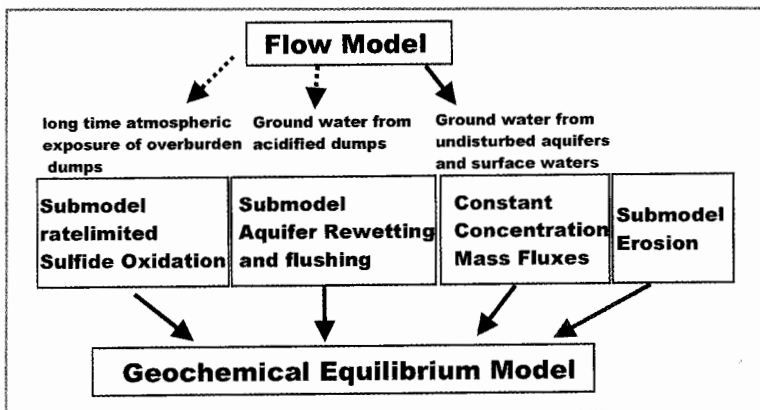 Flow Model
long time atmospheric
exposure of overburden
dumps
Ground water from
acidified dumps
Ground water from
undisturbed aquifers
and surface waters
Submodel
ratelimited
Sulfide Oxidation
Submodel
Aquifer Rewetting
and flushing
Constant
Concentration
Mass Fluxes
Submodel
Erosion
Geochemical Equilibrium Model